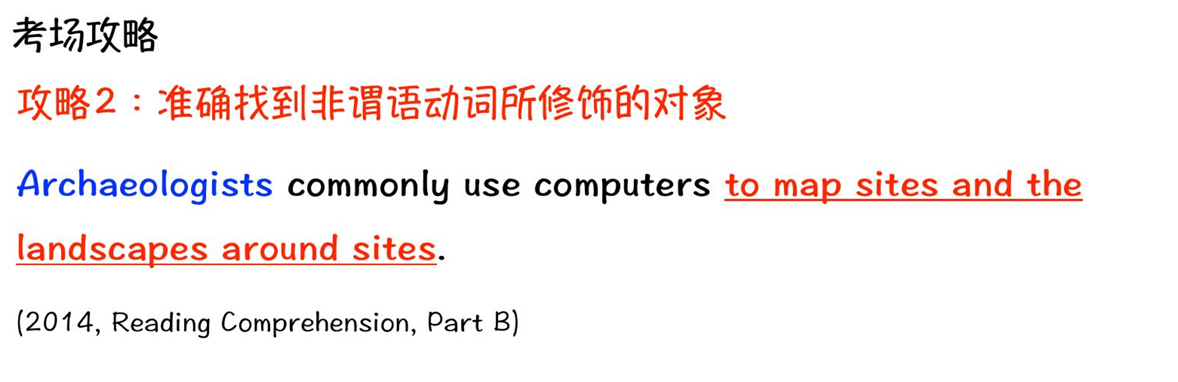 考场攻略
攻略2：准确找到非谓语动词所修饰的对象
Archaeologists commonly use computers to map sites and the
landscapes around sites.
(2014, Reading Comprehension, Part B)